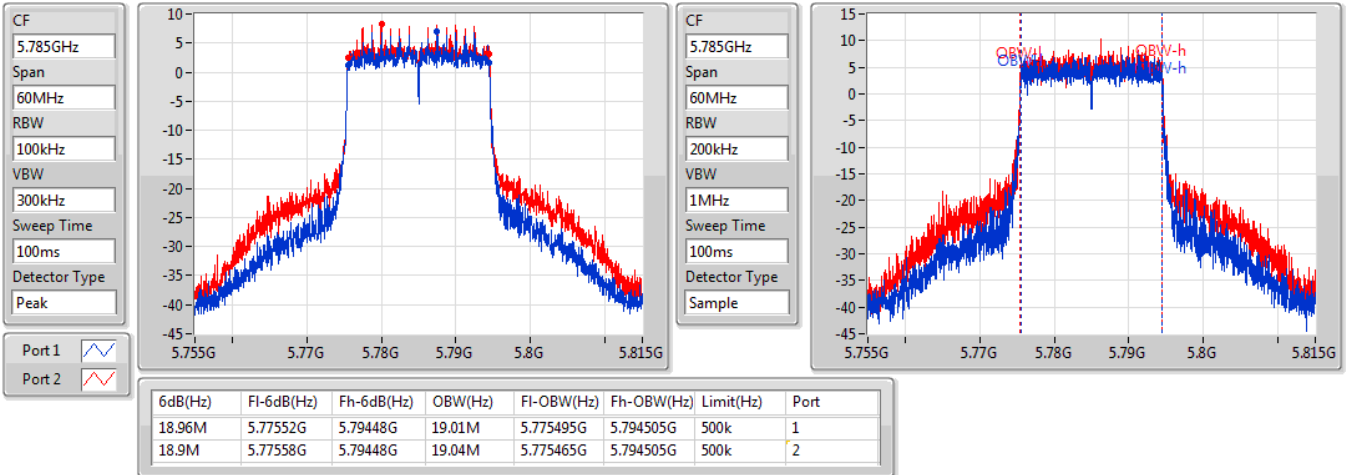 CF
5.785GHz
Span
60MHz
RBW
100kHz
VBW
300kHz
Sweep Time
100ms
Detector Type
Peak
10
5
0
-5
-10
-15
-20
-25
-30
-35
-40
-45
5.755G 5.77G 5.78G 5.79G 5.8G 5.815G
CF
5.785GHz
Span
60MHz
RBW
200kHz
VBW
1MHz
Sweep Time
100ms
Detector Type
Sample
15
10
5
0
-5
-10
-15
-20
-25
-30
-35
-40
-45
OBW-h
5.755G 5.77G 5.78G 5.79G 5.8G 5.815G
Port 1
Port 2
6dB(Hz) Fl-6dB(Hz) Fh-6dB(Hz) OBW(Hz) Fl-OBW(Hz) Fh-OBW(Hz) Limit(Hz) Port
18.96M 5.77552G 5.79448G 19.01M 5.775495G 5.794505G 500k 1
18.9M 5.77558G 5.79448G 19.04M 5.775465G 5.794505G 500k 2